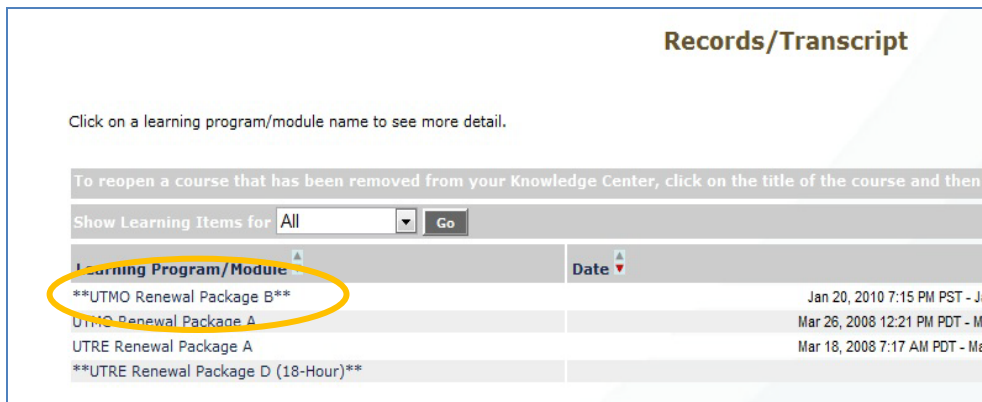 Records/Transcript
Click on a learning program/module name to see more detail.
To reopen a course that has been removed from your Knowledge Center, click on the title of the course and then
Show Learning Items for All Go
Learning Program/Module Date
**UTMO Renewal Package B** Jan 20, 2010 7:15 PM PST -
UTMO Renewal Package A Mar 26, 2008 12:21 PM PDT -
UTRE Renewal Package A Mar 18, 2008 7:17 AM PDT -
**UTRE Renewal Package D (18-Hour)**